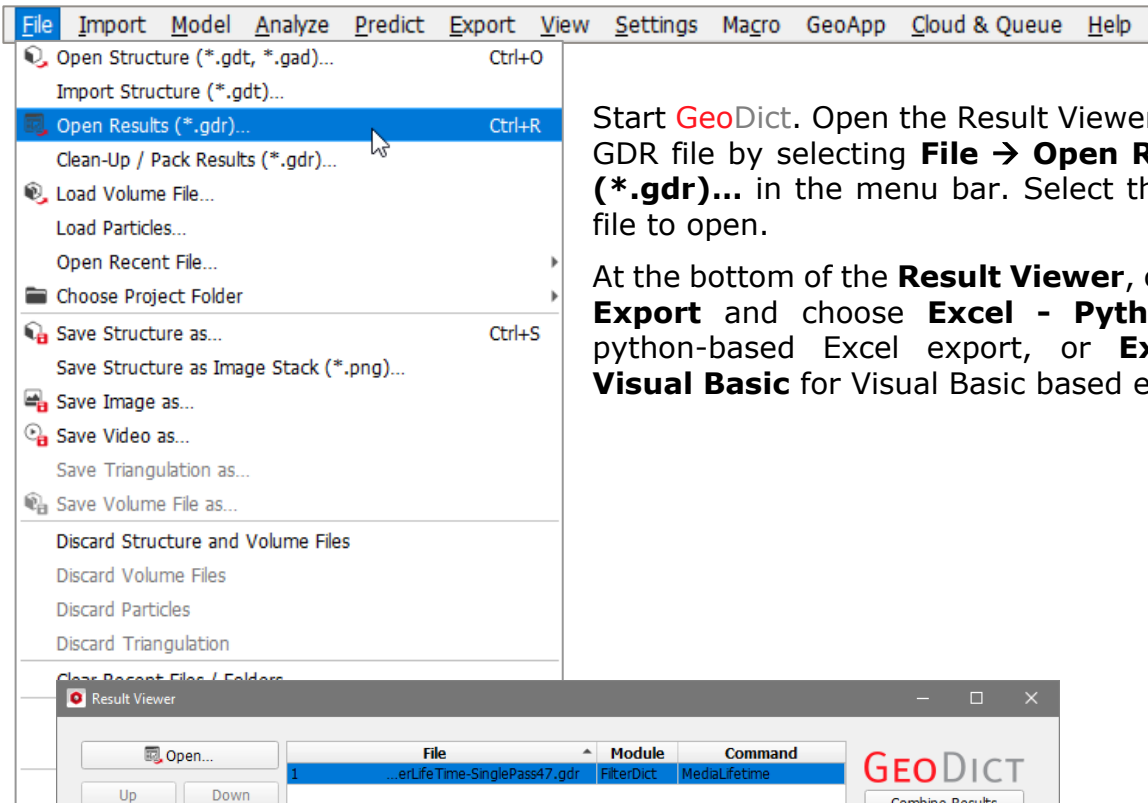 File Import Model Analyze Predict Export View Settings Macro GeoApp Cloud & Queue Help
Open Structure (*.gdt, *.gad)... Ctrl+O
Import Structure (*.gdt)...
Open Results (*.gdr)... Ctrl+R
Clean-Up / Pack Results (*.gdr)...
Load Volume File...
Load Particles...
Open Recent File...
Choose Project Folder
Save Structure as... Ctrl+S
Save Structure as Image Stack (*.png)...
Save Image as...
Save Video as...
Save Triangulation as...
Save Volume File as...
Discard Structure and Volume Files
Discard Volume Files
Discard Particles
Discard Triangulation
Clear Recent Files / Folders
Start GeoDict. Open the Result Viewer
GDR file by selecting File → Open R
(*.gdr)... in the menu bar. Select th
file to open.
At the bottom of the Result Viewer,
Export and choose Excel - Pyth
python-based Excel export, or Ex
Visual Basic for Visual Basic based e
Result Viewer
Open...
Up Down
File Module Command
1 ...erLifeTime-SinglePass47.gdr FilterDict MediaLifetime
GEODICT
Combine Results